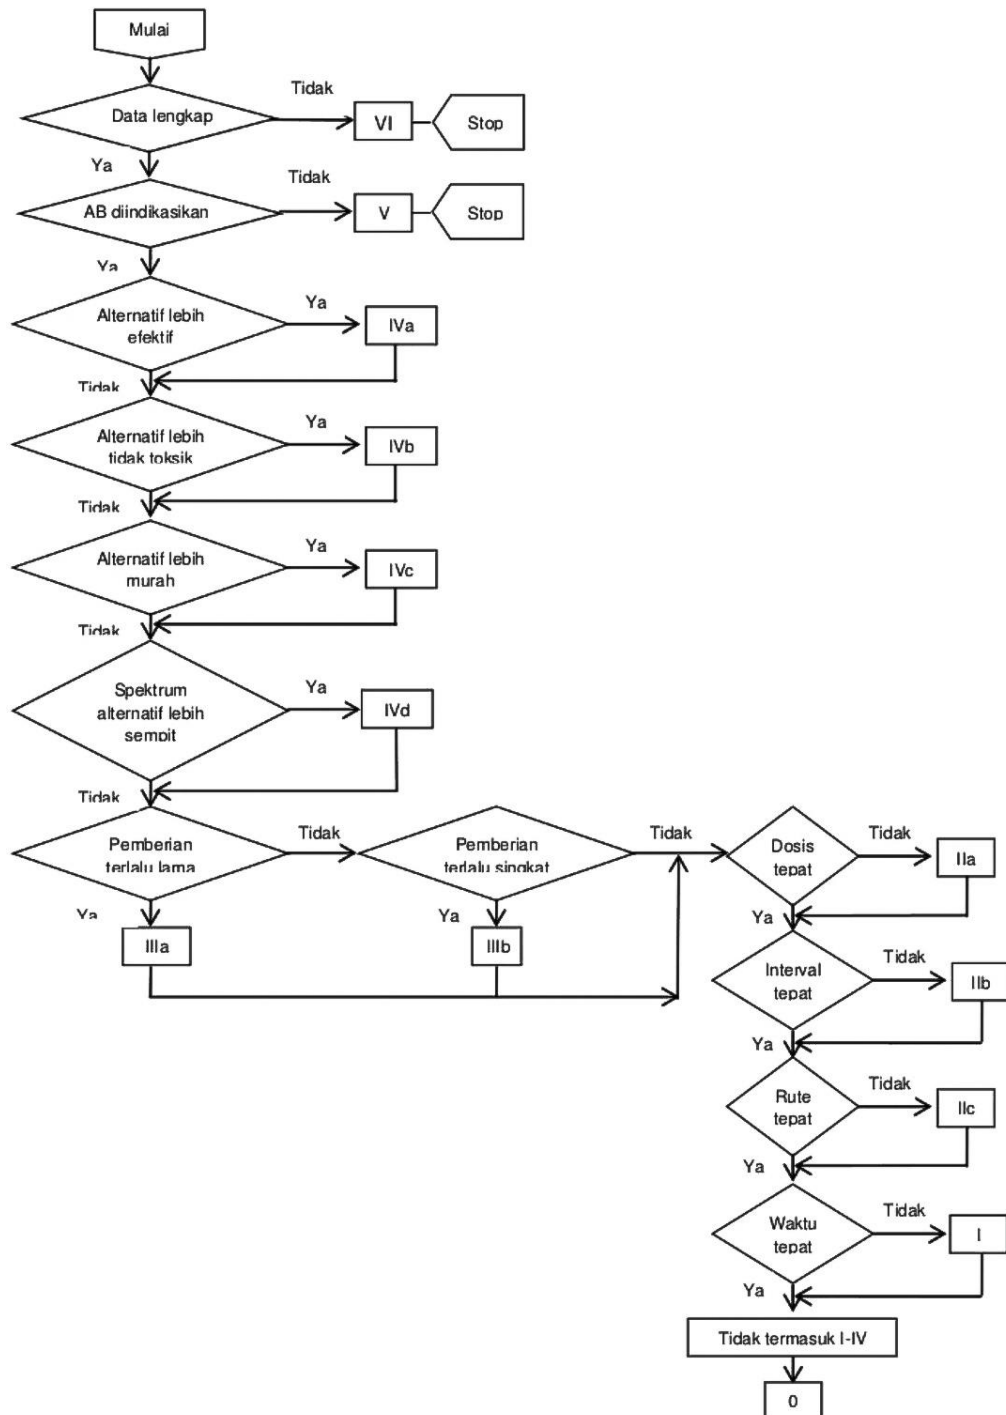 Mulai
Tidak
Data lengkap
VI
Stop
Ya
Tidak
AB diindikasikan
V
Stop
Ya
Alternatif lebih
efektif
Ya
IVa
Tidak
Alternatif lebih
tidak toksik
Ya
IVb
Tidak
Alternatif lebih
murah
Ya
IVc
Tidak
Spektrum
alternatif lebih
sempit
Ya
IVd
Tidak
Pemberian
terlalu lama
Tidak
Pemberian
terlalu singkat
Tidak
Dosis
tepat
Tidak
IIa
Ya
IIIa
Ya
IIIb
Ya
Interval
tepat
Tidak
IIb
Ya
Rute
tepat
Tidak
IIc
Ya
Waktu
tepat
Tidak
I
Ya
Tidak termasuk I-IV
0